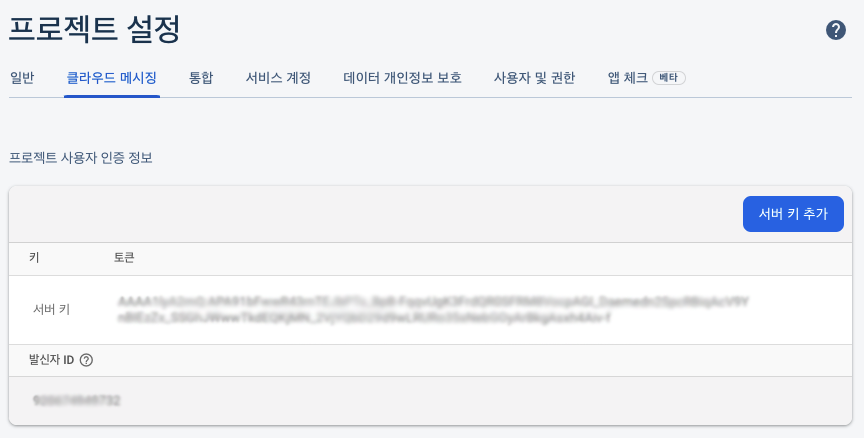 프로젝트 설정
일반 클라우드 메시징 통합 서비스 계정 데이터 개인정보 보호 사용자 및 권한 앱 체크 베타
프로젝트 사용자 인증 정보
서버 키 추가
키 토큰
서버 키
발신자 ID